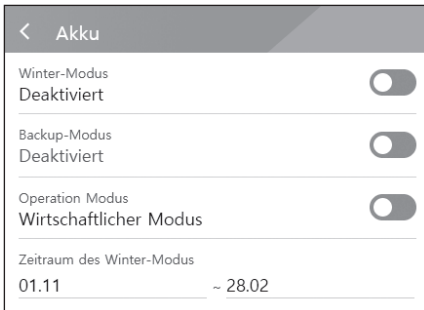 Akku
Winter-Modus
Deaktiviert
Backup-Modus
Deaktiviert
Operation Modus
Wirtschaftlicher Modus
Zeitraum des Winter-Modus
01.11 ~ 28.02